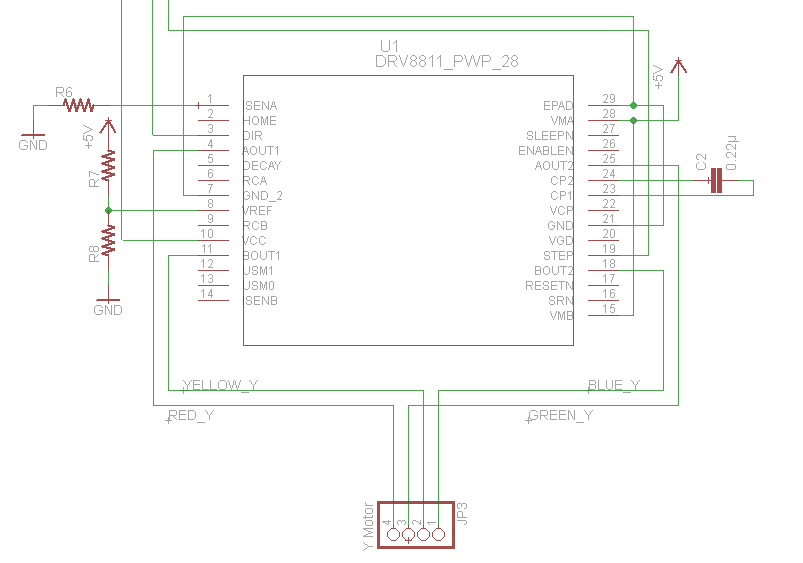 U1
DRV8811_PWP_28
R6
GND
+5V
R7
R8
GND
1 SENA
2 HOME
3 DIR
4 AOUT1
5 DECAY
6 RCA
7 GND_2
8 VREF
9 RCB
10 VCC
11 BOUT1
12 USM1
13 USM0
14 ISENB
EPAD 29
VMA 28
SLEEPN 27
ENABLEN 26
AOUT2 25
CP2 24
CP1 23
VCP 22
GND 21
VGD 20
STEP 19
BOUT2 18
RESETN 17
SRN 16
VMB 15
+5V
C2
0.22µ
YELLOW_Y
BLUE_Y
RED_Y
GREEN_Y
Y Motor
4 3 2 1
JP3